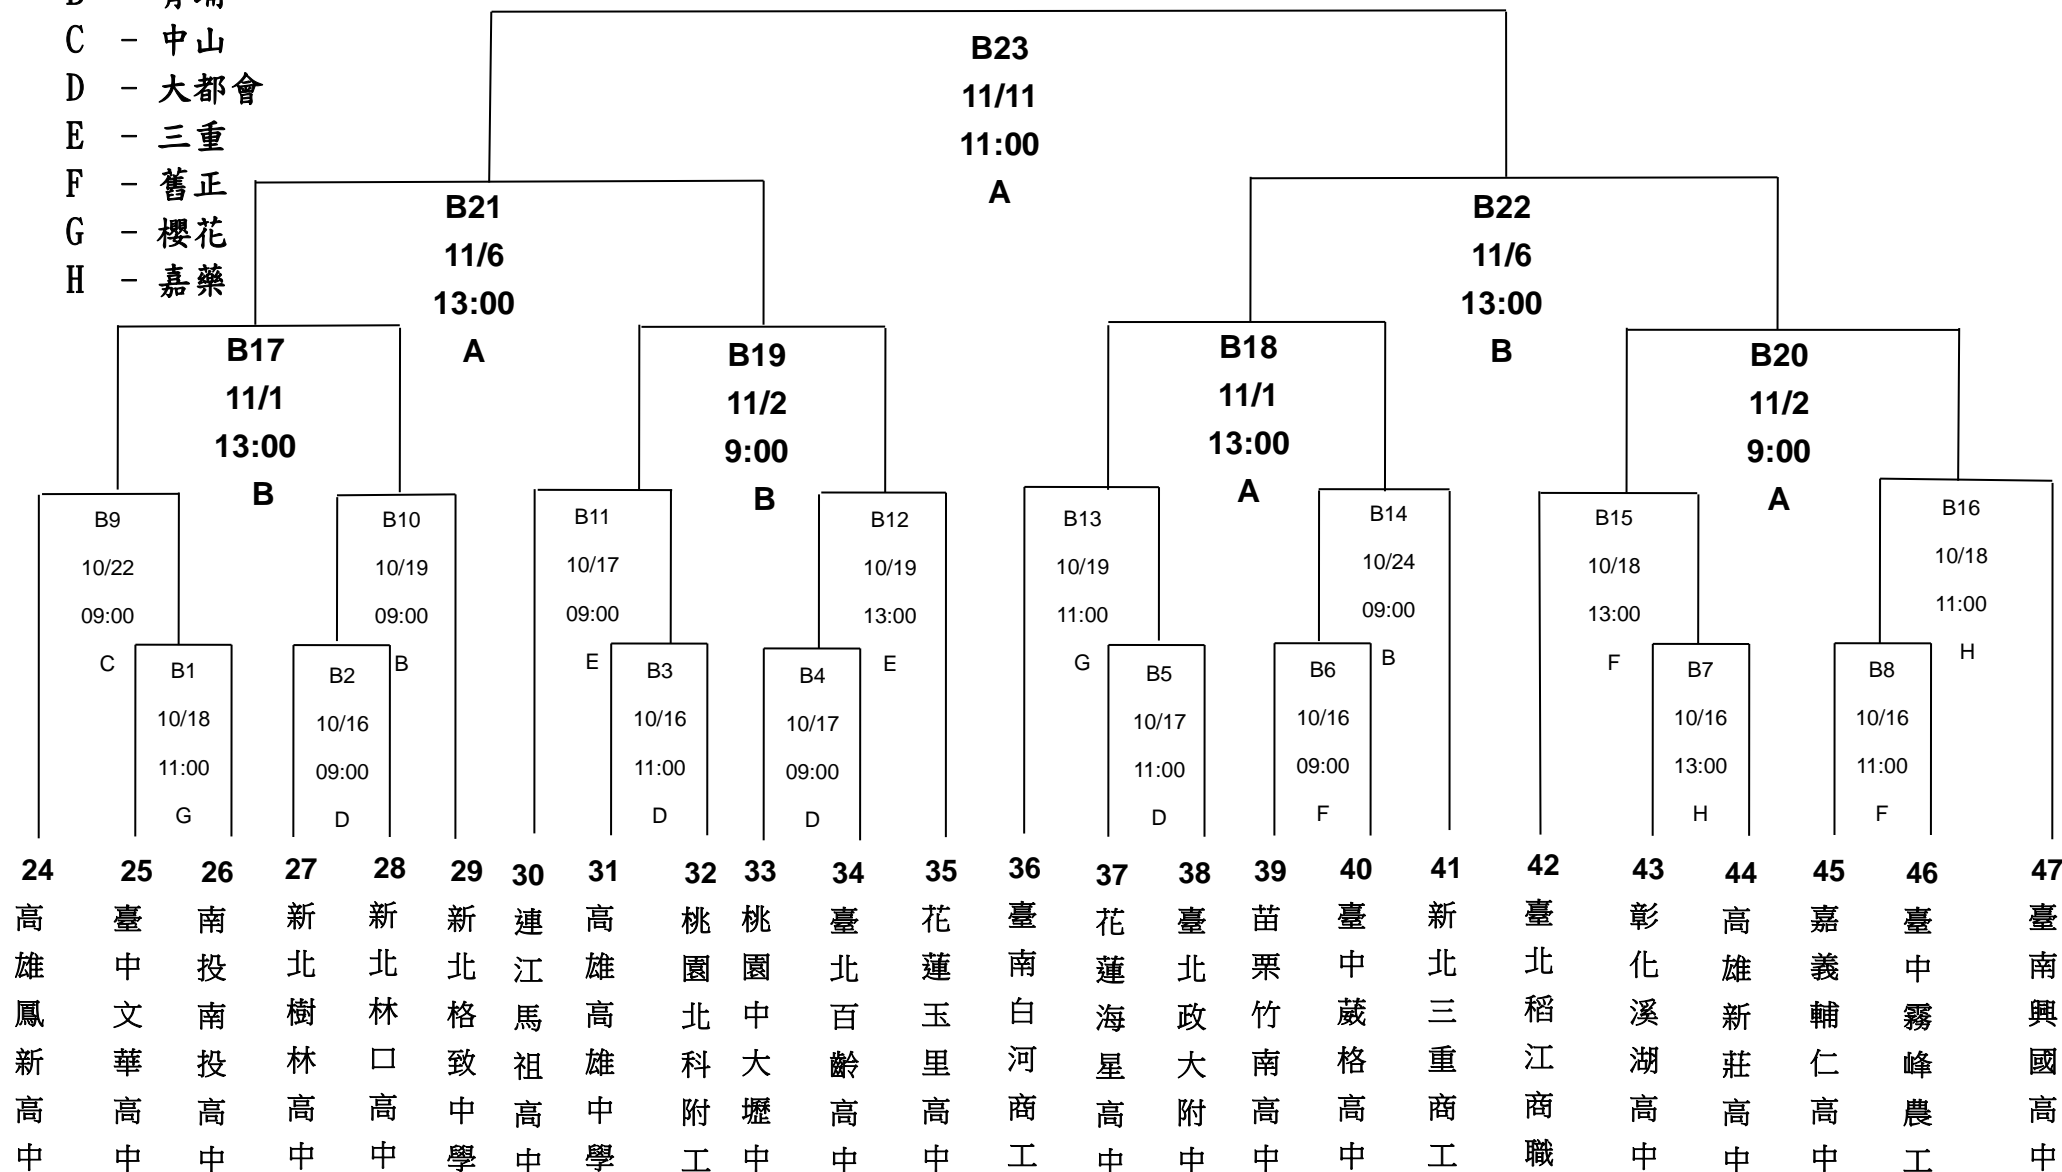 C - 中山
D - 大都會
E - 三重
F - 舊正
G - 櫻花
H - 嘉藥
B23
11/11
11:00
A
B21
11/6
13:00
A
B22
11/6
13:00
B
B17
11/1
13:00
B
B19
11/2
9:00
B
B18
11/1
13:00
A
B20
11/2
9:00
A
B9
10/22
09:00
C
B10
10/19
09:00
B
B11
10/17
09:00
E
B12
10/19
13:00
E
B13
10/19
11:00
G
B14
10/24
09:00
B
B15
10/18
13:00
F
B16
10/18
11:00
H
B1
10/18
11:00
G
B2
10/16
09:00
D
B3
10/16
11:00
D
B4
10/17
09:00
D
B5
10/17
11:00
D
B6
10/16
09:00
F
B7
10/16
13:00
H
B8
10/16
11:00
F
24
高雄鳳新高中
25
臺中文華高中
26
南投南投高中
27
新北樹林高中
28
新北林口高中
29
新北格致中學
30
連江馬祖高中
31
高雄高雄中學
32
桃園北科附工
33
桃園中大壢中
34
臺北百齡高中
35
花蓮玉里高中
36
臺南白河商工
37
花蓮海星高中
38
臺北政大附中
39
苗栗竹南高中
40
臺中葳格高中
41
新北三重商工
42
臺北稻江商職
43
彰化溪湖高中
44
高雄新莊高中
45
嘉義輔仁高中
46
臺中霧峰農工
47
臺南興國高中